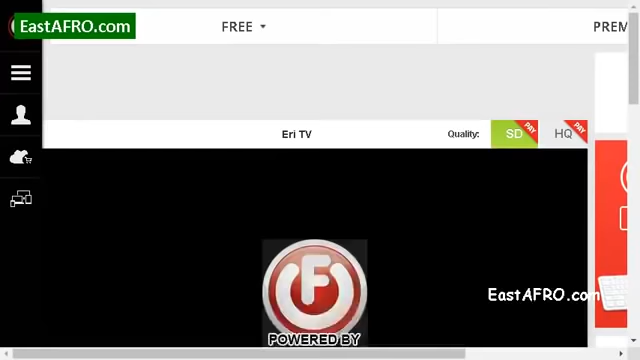 EastAFRO.com
FREE
PREM
Eri TV
Quality:
SD
PAY
HQ
PAY
F
EastAFRO.com
POWERED BY